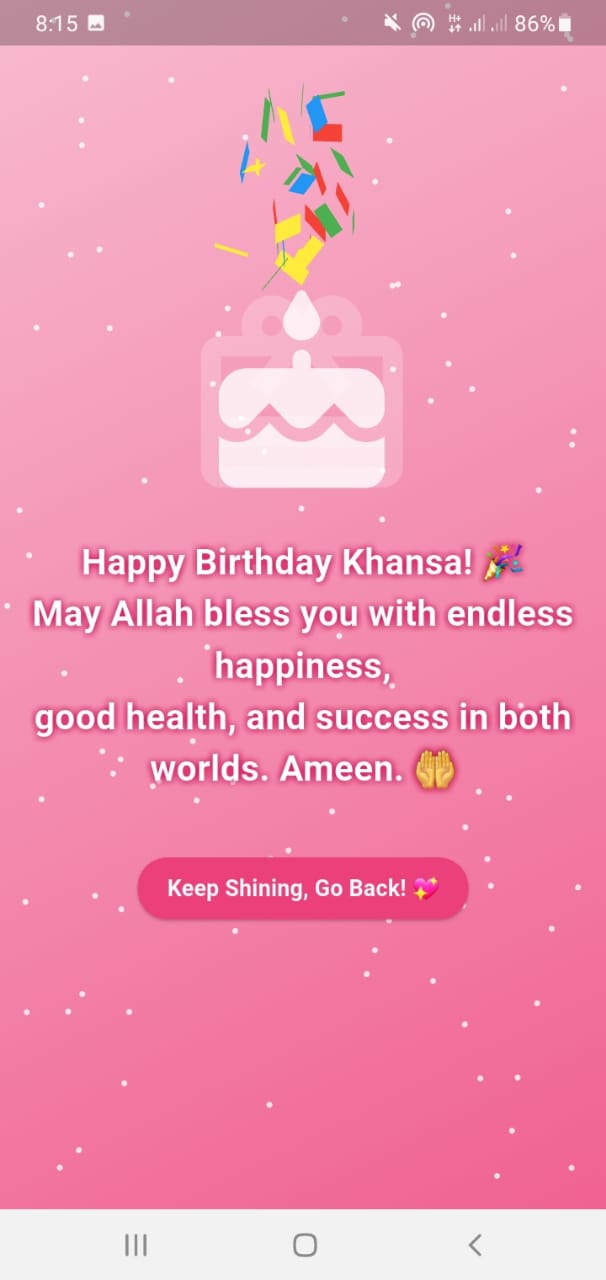 8:15 H+ 86%
Happy Birthday Khansa! 🎉
May Allah bless you with endless
happiness,
good health, and success in both
worlds. Ameen. 🤲
Keep Shining, Go Back! 💖